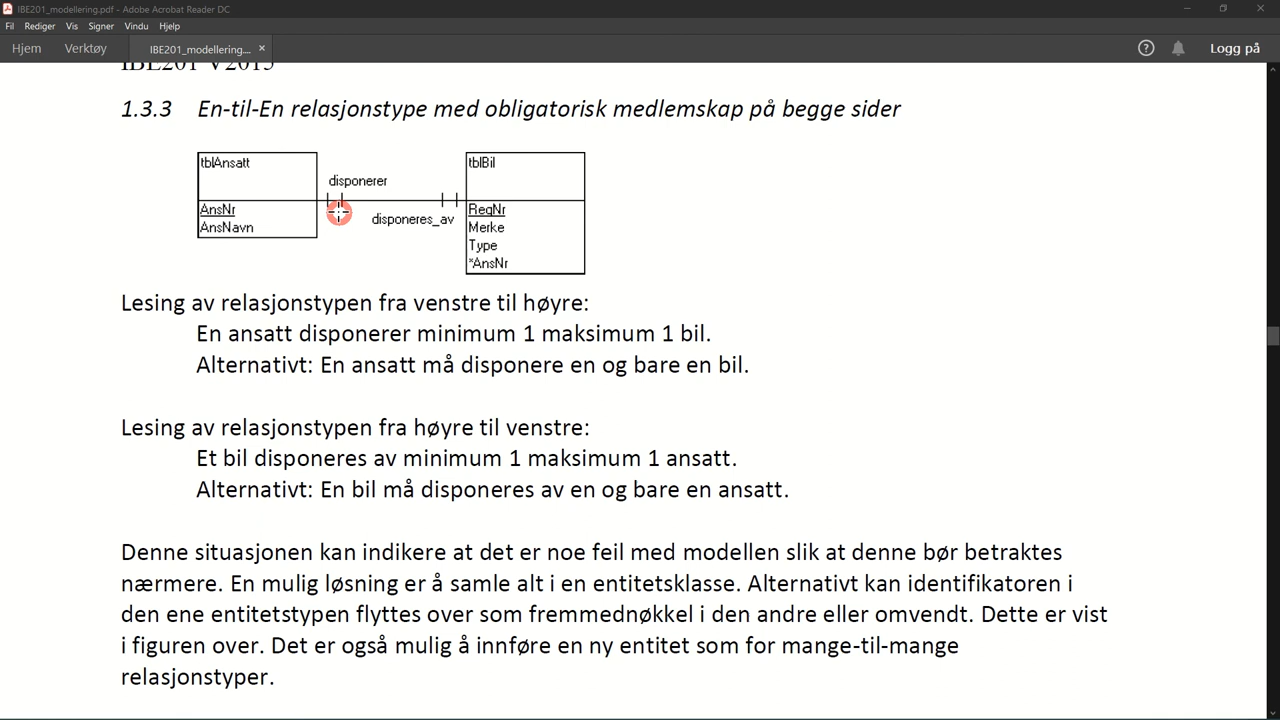 IBE201_modellering.pdf - Adobe Acrobat Reader DC
Fil Rediger Vis Signer Vindu Hjelp
Hjem Verktøy IBE201_modellering.... × Logg på
IBE201 V2015
1.3.3 En-til-En relasjonstype med obligatorisk medlemskap på begge sider
tblAnsatt
AnsNr
AnsNavn
disponerer
disponeres_av
tblBil
RegNr
Merke
Type
*AnsNr
Lesing av relasjonstypen fra venstre til høyre:
En ansatt disponerer minimum 1 maksimum 1 bil.
Alternativt: En ansatt må disponere en og bare en bil.
Lesing av relasjonstypen fra høyre til venstre:
Et bil disponeres av minimum 1 maksimum 1 ansatt.
Alternativt: En bil må disponeres av en og bare en ansatt.
Denne situasjonen kan indikere at det er noe feil med modellen slik at denne bør betraktes
nærmere. En mulig løsning er å samle alt i en entitetsklasse. Alternativt kan identifikatoren i
den ene entitetstypen flyttes over som fremmednøkkel i den andre eller omvendt. Dette er vist
i figuren over. Det er også mulig å innføre en ny entitet som for mange-til-mange
relasjonstyper.